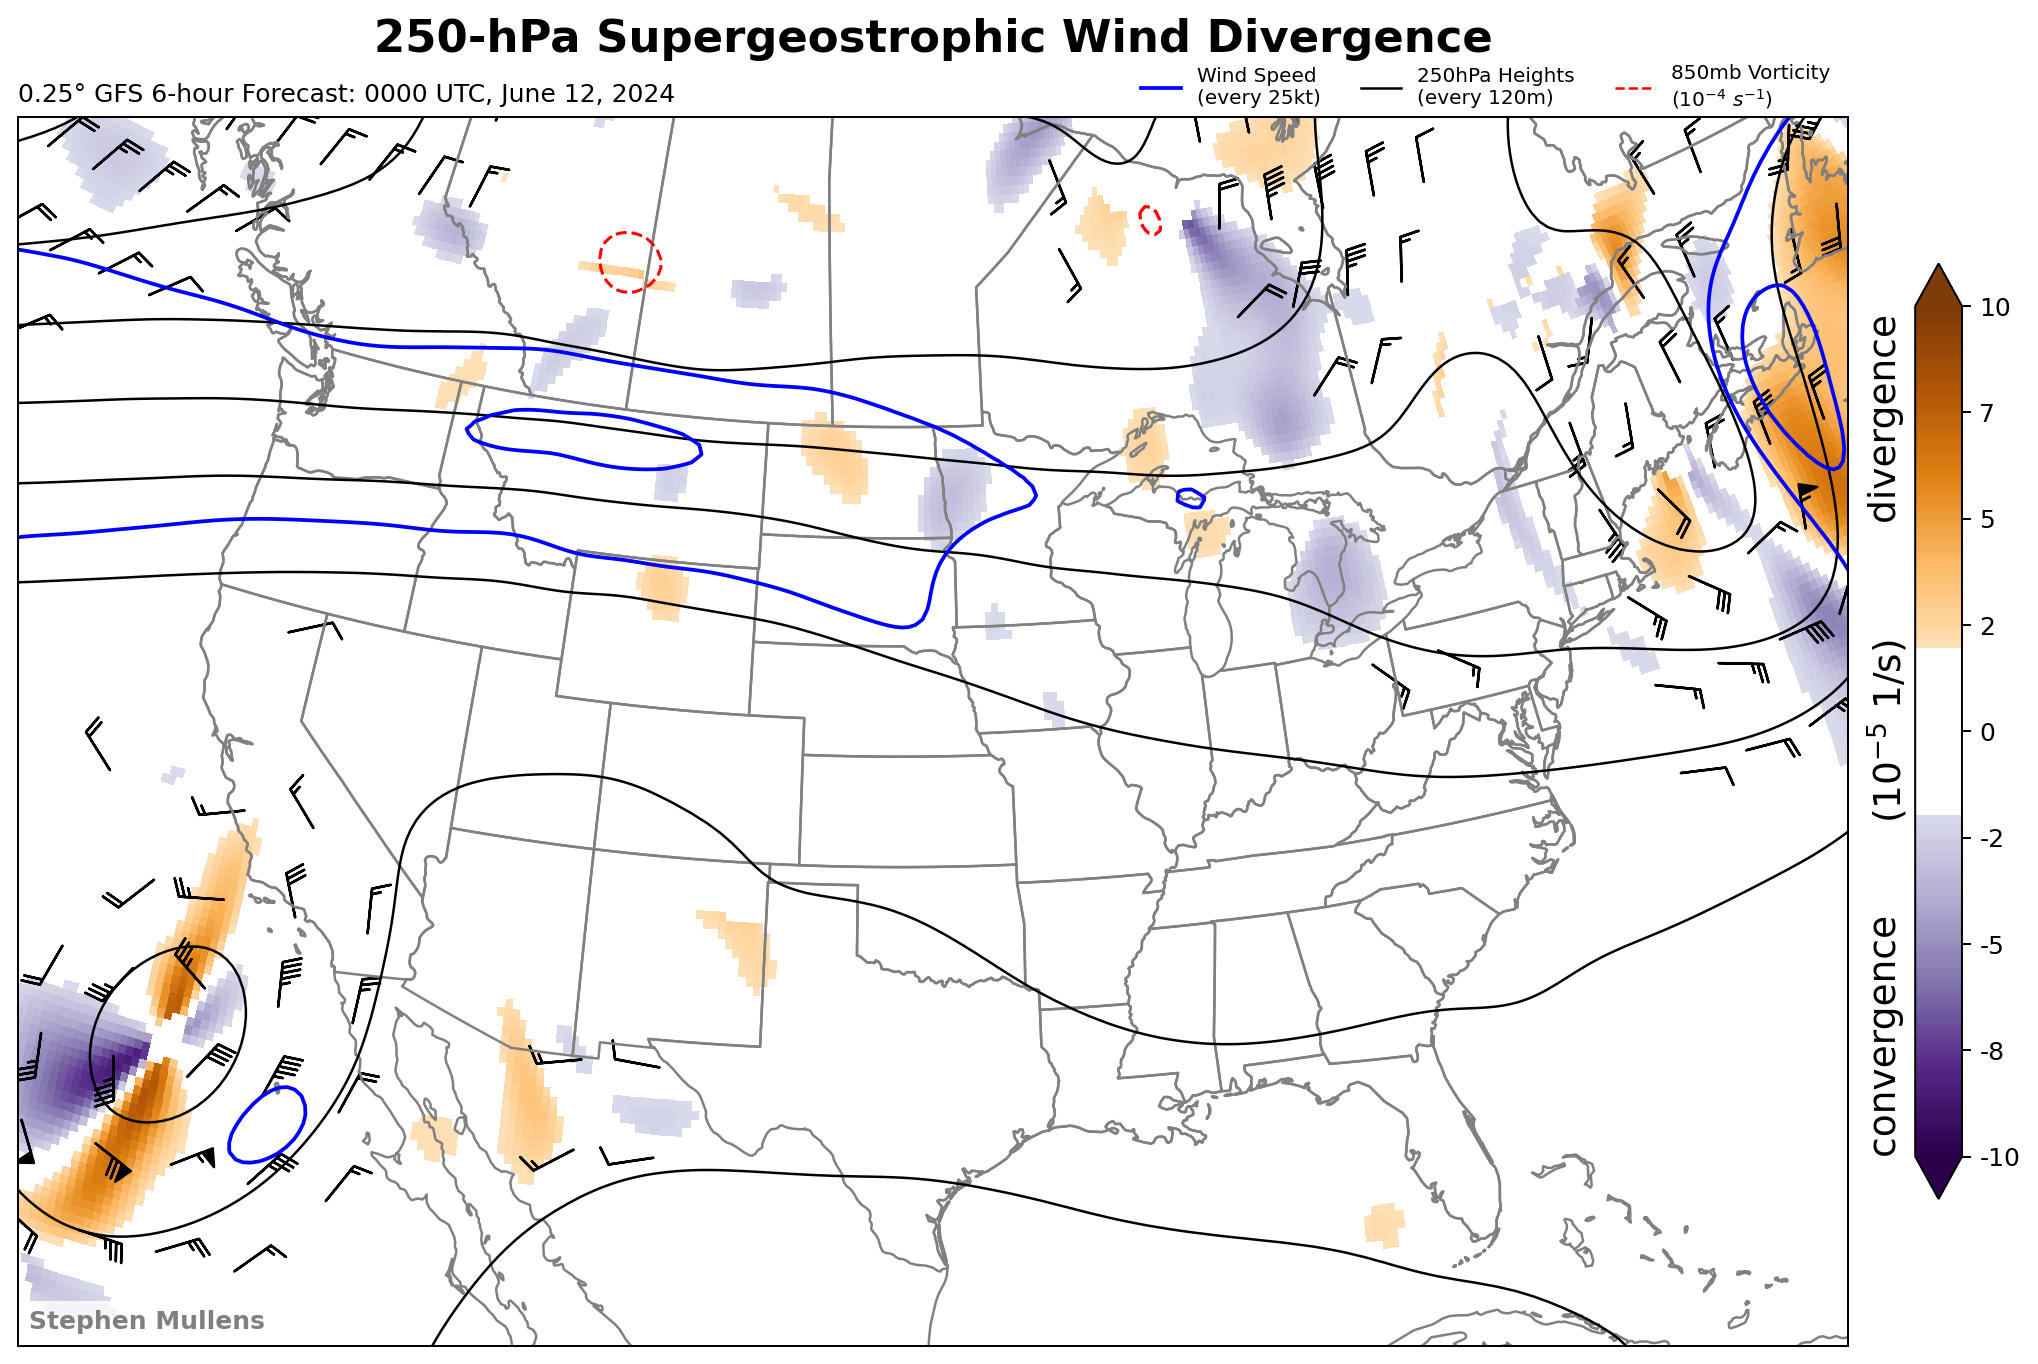 250-hPa Supergeostrophic Wind Divergence
0.25° GFS 6-hour Forecast: 0000 UTC, June 12, 2024
Wind Speed
(every 25kt)
250hPa Heights
(every 120m)
850mb Vorticity
(10⁻⁴ s⁻¹)
10
7
5
2
0
-2
-5
-8
-10
convergence (10⁻⁵ 1/s) divergence
Stephen Mullens